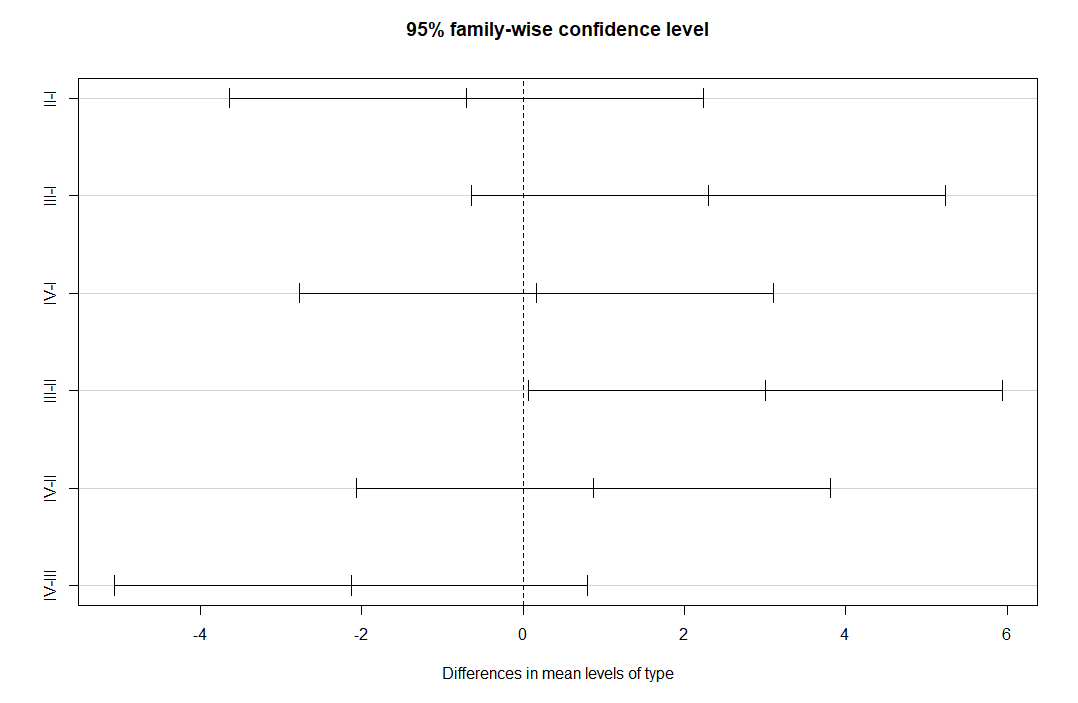 95% family-wise confidence level
II-I
III-I
IV-I
III-II
IV-II
IV-III
-4 -2 0 2 4 6
Differences in mean levels of type